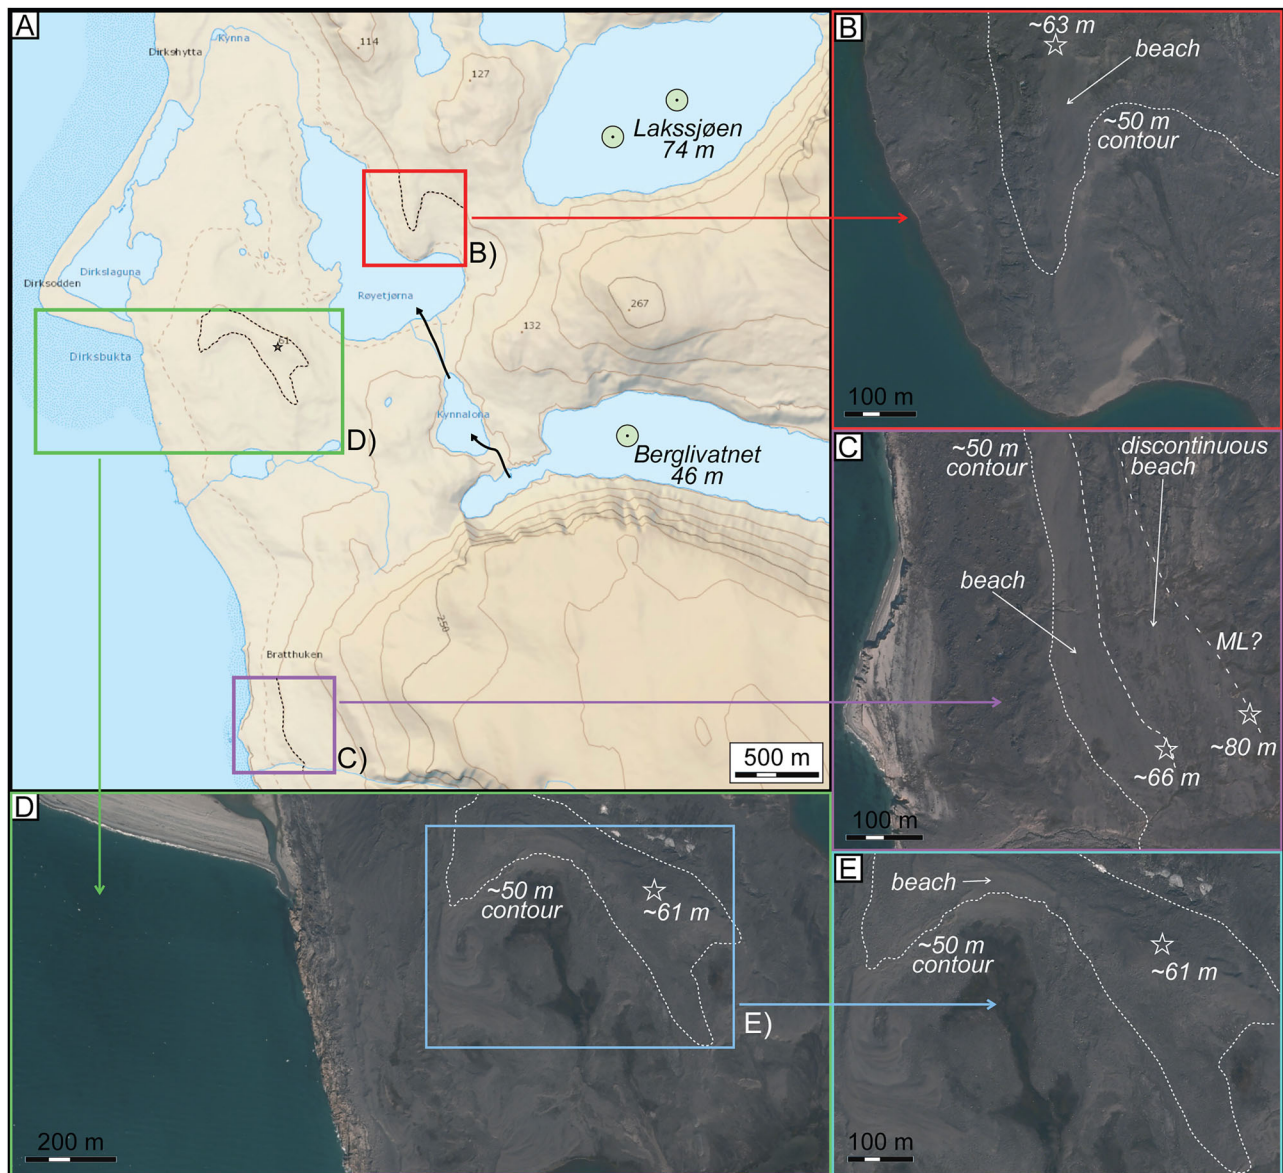 A
Dirkshytta
Kynna
114
127
Lakssjøen
74 m
B)
Dirkslaguna
Dirksodden
Røyetjørna
267
132
61
Dirksbukta
D)
Kynnalona
Berglivatnet
46 m
250
Bratthuken
C)
500 m
B
~63 m
beach
~50 m
contour
100 m
C
~50 m
contour
discontinuous
beach
beach
ML?
~80 m
~66 m
100 m
D
~50 m
contour
~61 m
E)
200 m
E
beach
~50 m
contour
~61 m
100 m